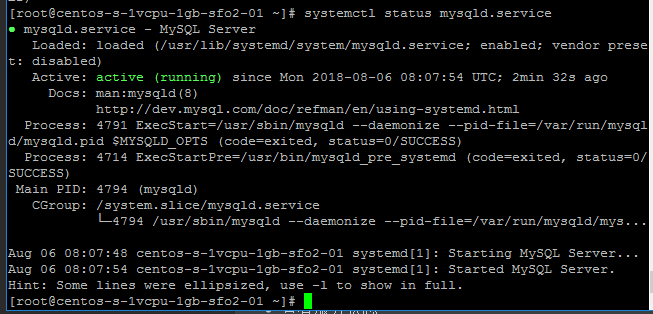 [root@centos-s-1vcpu-1gb-sfo2-01 ~]# systemctl status mysqld.service
● mysqld.service - MySQL Server
Loaded: loaded (/usr/lib/systemd/system/mysqld.service; enabled; vendor prese
t: disabled)
Active: active (running) since Mon 2018-08-06 08:07:54 UTC; 2min 32s ago
Docs: man:mysqld(8)
http://dev.mysql.com/doc/refman/en/using-systemd.html
Process: 4791 ExecStart=/usr/sbin/mysqld --daemonize --pid-file=/var/run/mysql
d/mysqld.pid $MYSQLD_OPTS (code=exited, status=0/SUCCESS)
Process: 4714 ExecStartPre=/usr/bin/mysqld_pre_systemd (code=exited, status=0/
SUCCESS)
Main PID: 4794 (mysqld)
CGroup: /system.slice/mysqld.service
└─4794 /usr/sbin/mysqld --daemonize --pid-file=/var/run/mysqld/mys...
Aug 06 08:07:48 centos-s-1vcpu-1gb-sfo2-01 systemd[1]: Starting MySQL Server...
Aug 06 08:07:54 centos-s-1vcpu-1gb-sfo2-01 systemd[1]: Started MySQL Server.
Hint: Some lines were ellipsized, use -l to show in full.
[root@centos-s-1vcpu-1gb-sfo2-01 ~]#